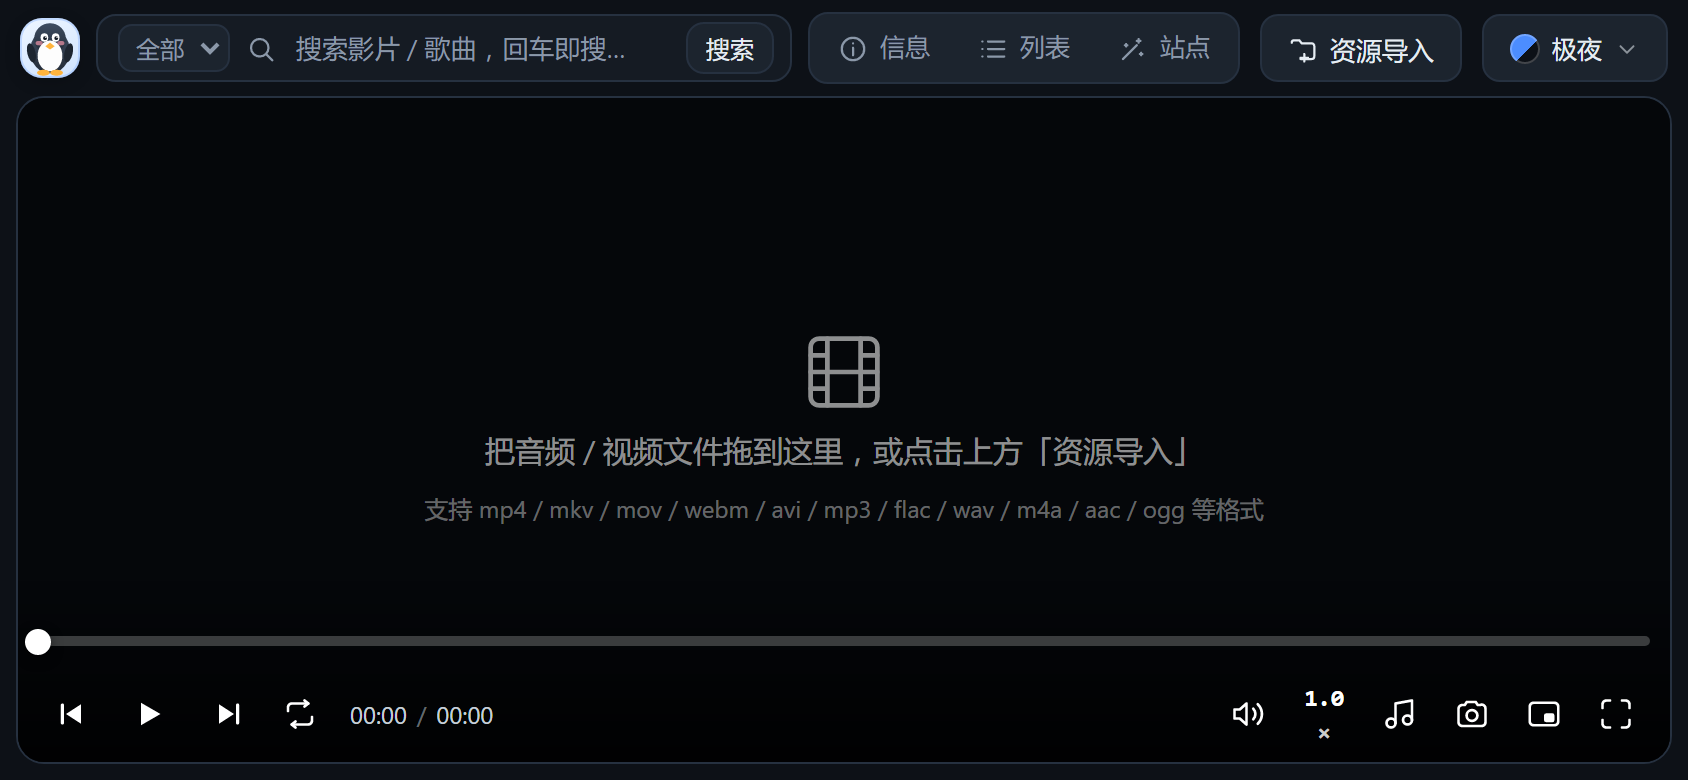 全部
搜索影片 / 歌曲，回车即搜...
搜索
信息
列表
站点
资源导入
极夜
把音频 / 视频文件拖到这里，或点击上方「资源导入」
支持 mp4 / mkv / mov / webm / avi / mp3 / flac / wav / m4a / aac / ogg 等格式
00:00 / 00:00
1.0
×